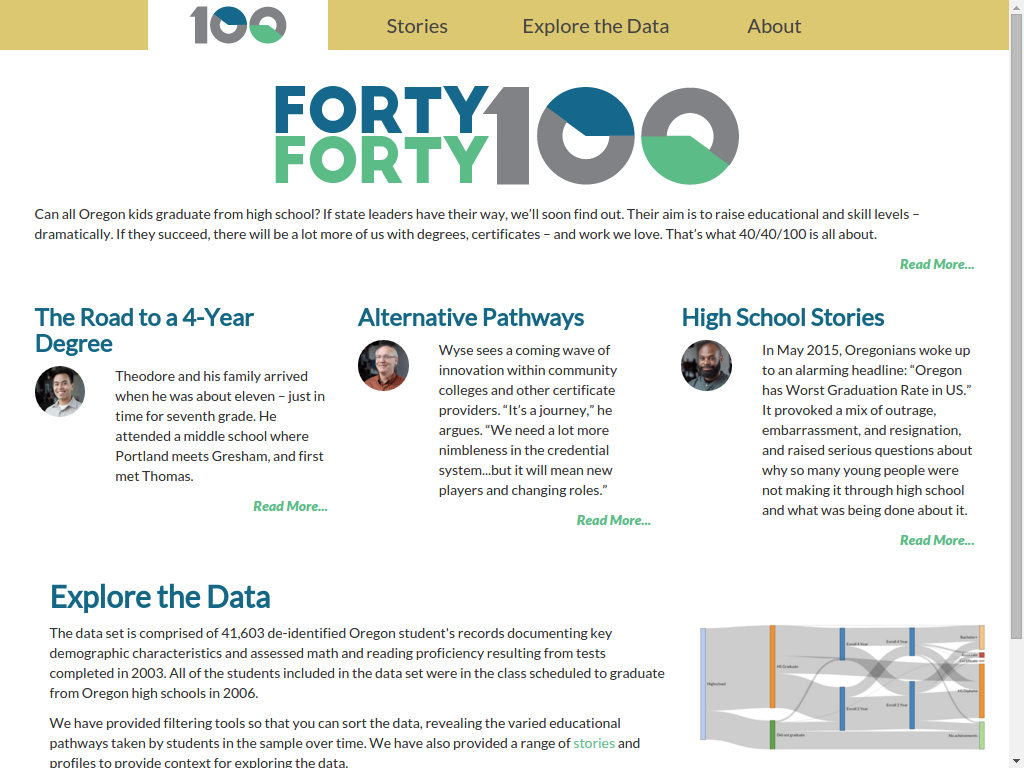 100
Stories
Explore the Data
About
FORTY
FORTY
100
Can all Oregon kids graduate from high school? If state leaders have their way, we'll soon find out. Their aim is to raise educational and skill levels –
dramatically. If they succeed, there will be a lot more of us with degrees, certificates – and work we love. That's what 40/40/100 is all about.
Read More...
The Road to a 4-Year
Degree
Theodore and his family arrived
when he was about eleven – just in
time for seventh grade. He
attended a middle school where
Portland meets Gresham, and first
met Thomas.
Read More...
Alternative Pathways
Wyse sees a coming wave of
innovation within community
colleges and other certificate
providers. “It’s a journey,” he
argues. “We need a lot more
nimbleness in the credential
system...but it will mean new
players and changing roles.”
Read More...
High School Stories
In May 2015, Oregonians woke up
to an alarming headline: “Oregon
has Worst Graduation Rate in US.”
It provoked a mix of outrage,
embarrassment, and resignation,
and raised serious questions about
why so many young people were
not making it through high school
and what was being done about it.
Read More...
Explore the Data
The data set is comprised of 41,603 de-identified Oregon student's records documenting key
demographic characteristics and assessed math and reading proficiency resulting from tests
completed in 2003. All of the students included in the data set were in the class scheduled to graduate
from Oregon high schools in 2006.
We have provided filtering tools so that you can sort the data, revealing the varied educational
pathways taken by students in the sample over time. We have also provided a range of stories and
profiles to provide context for exploring the data.
HS Graduate
Did not graduate
Enroll 4-Year
Enroll 2-Year
Enroll 4-Year
Enroll 2-Year
HS Diploma
No achievements